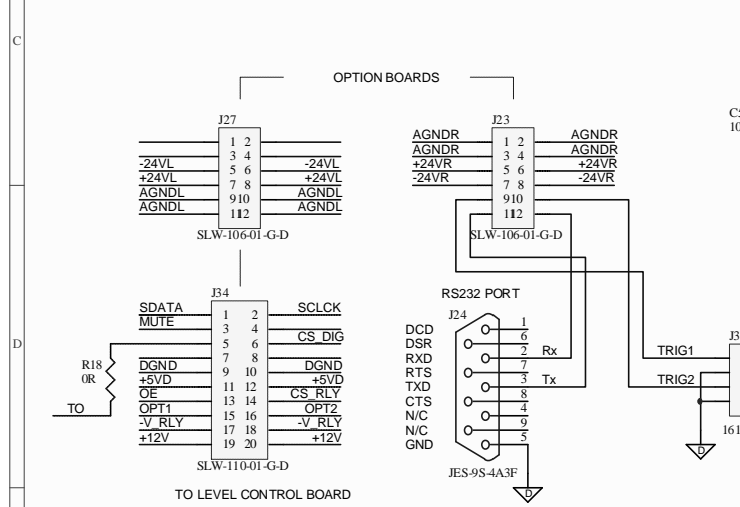 C
OPTION BOARDS
J27
1 2
3 4
-24VL 5 6 -24VL
+24VL 7 8 +24VL
AGNDL 9 10 AGNDL
AGNDL 11 12 AGNDL
SLW-106-01-G-D
J23
AGNDR 1 2 AGNDR
AGNDR 3 4 AGNDR
+24VR 5 6 +24VR
-24VR 7 8 -24VR
9 10
11 12
SLW-106-01-G-D
D
J34
SDATA 1 2 SCLCK
MUTE 3 4
5 6 CS_DIG
7 8
DGND 9 10 DGND
+5VD 11 12 +5VD
OE 13 14 CS_RLY
OPT1 15 16 OPT2
-V_RLY 17 18 -V_RLY
+12V 19 20 +12V
SLW-110-01-G-D
TO LEVEL CONTROL BOARD
R18
0R
TO
RS232 PORT
J24
DCD 1
DSR 6
RXD 2 Rx
RTS 7
TXD 3 Tx
CTS 8
N/C 4
N/C 9
GND 5
JES-9S-4A3F
D
TRIG1
TRIG2
D